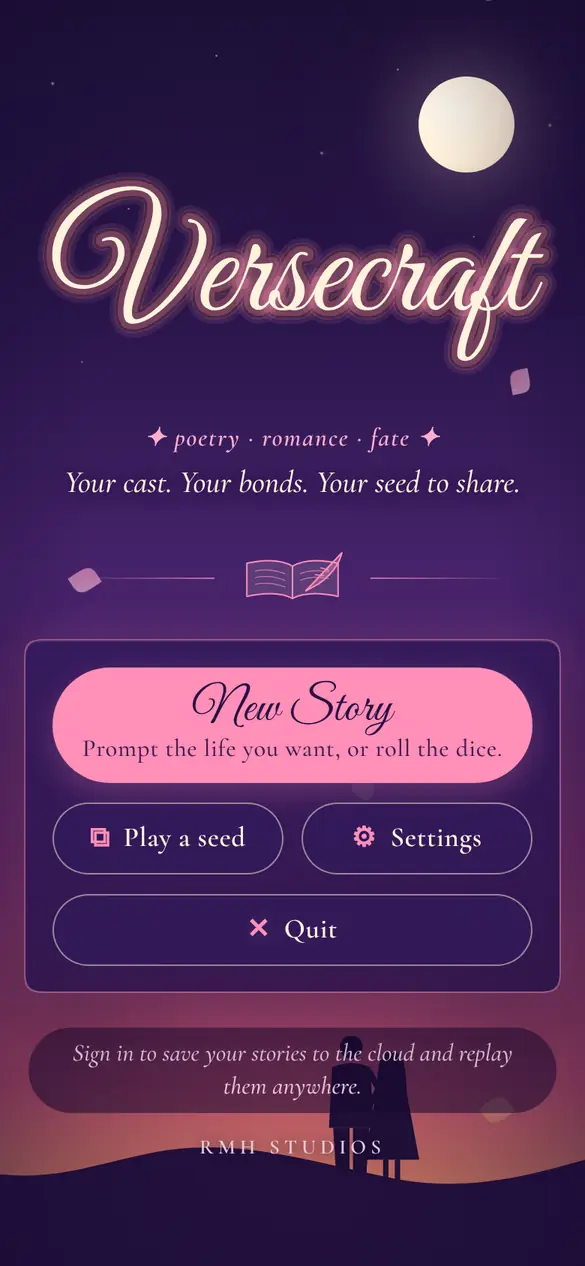 Versecraft
✦ poetry · romance · fate ✦
Your cast. Your bonds. Your seed to share.
New Story
Prompt the life you want, or roll the dice.
Play a seed
Settings
Quit
Sign in to save your stories to the cloud and replay
them anywhere.
RMH STUDIOS